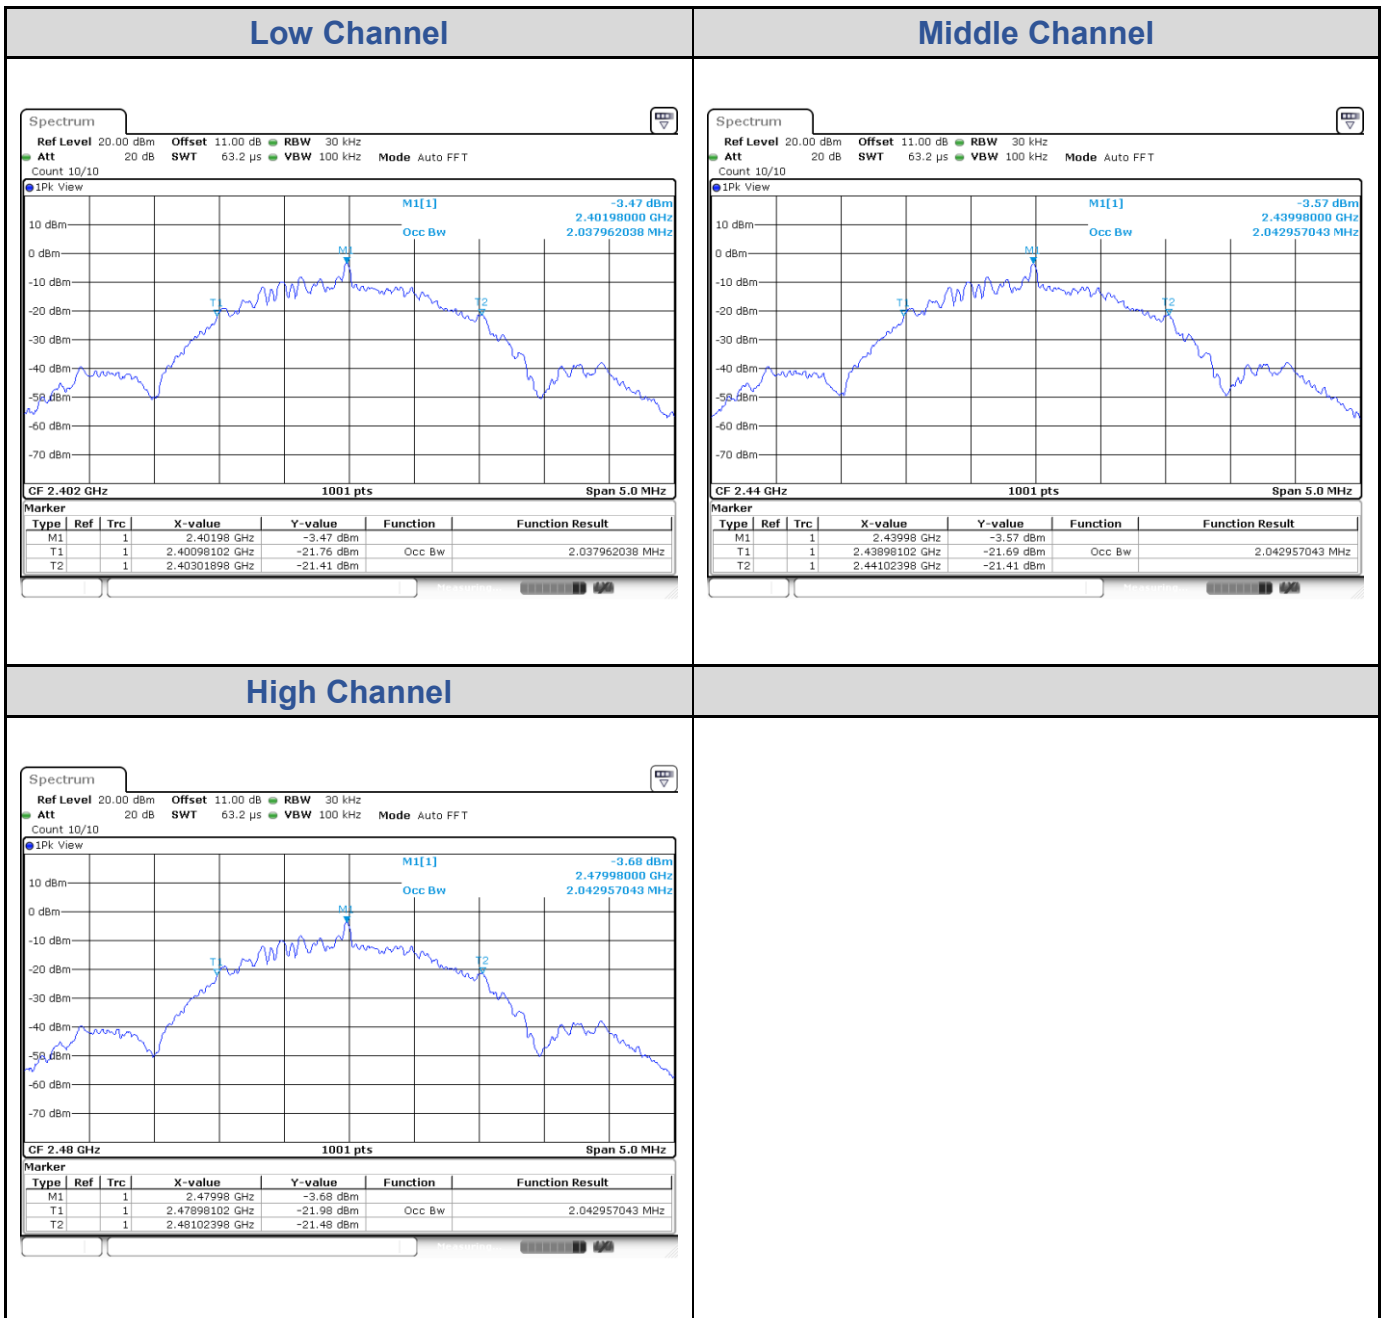 Low Channel
Middle Channel
Spectrum
Ref Level 20.00 dBm Offset 11.00 dB RBW 30 kHz
Att 20 dB SWT 63.2 µs VBW 100 kHz Mode Auto FFT
Count 10/10
1Pk View
M1[1] -3.47 dBm
2.40198000 GHz
Occ Bw 2.037962038 MHz
10 dBm
0 dBm
-10 dBm
-20 dBm
-30 dBm
-40 dBm
-50 dBm
-60 dBm
-70 dBm
M1
T1
T2
CF 2.402 GHz 1001 pts Span 5.0 MHz
Marker
Type Ref Trc X-value Y-value Function Function Result
M1 1 2.40198 GHz -3.47 dBm
T1 1 2.40098102 GHz -21.76 dBm Occ Bw 2.037962038 MHz
T2 1 2.40301898 GHz -21.41 dBm
Spectrum
Ref Level 20.00 dBm Offset 11.00 dB RBW 30 kHz
Att 20 dB SWT 63.2 µs VBW 100 kHz Mode Auto FFT
Count 10/10
1Pk View
M1[1] -3.57 dBm
2.43998000 GHz
Occ Bw 2.042957043 MHz
10 dBm
0 dBm
-10 dBm
-20 dBm
-30 dBm
-40 dBm
-50 dBm
-60 dBm
-70 dBm
M1
T1
T2
CF 2.44 GHz 1001 pts Span 5.0 MHz
Marker
Type Ref Trc X-value Y-value Function Function Result
M1 1 2.43998 GHz -3.57 dBm
T1 1 2.43898102 GHz -21.69 dBm Occ Bw 2.042957043 MHz
T2 1 2.44102398 GHz -21.41 dBm
High Channel
Spectrum
Ref Level 20.00 dBm Offset 11.00 dB RBW 30 kHz
Att 20 dB SWT 63.2 µs VBW 100 kHz Mode Auto FFT
Count 10/10
1Pk View
M1[1] -3.68 dBm
2.47998000 GHz
Occ Bw 2.042957043 MHz
10 dBm
0 dBm
-10 dBm
-20 dBm
-30 dBm
-40 dBm
-50 dBm
-60 dBm
-70 dBm
M1
T1
T2
CF 2.48 GHz 1001 pts Span 5.0 MHz
Marker
Type Ref Trc X-value Y-value Function Function Result
M1 1 2.47998 GHz -3.68 dBm
T1 1 2.47898102 GHz -21.98 dBm Occ Bw 2.042957043 MHz
T2 1 2.48102398 GHz -21.48 dBm